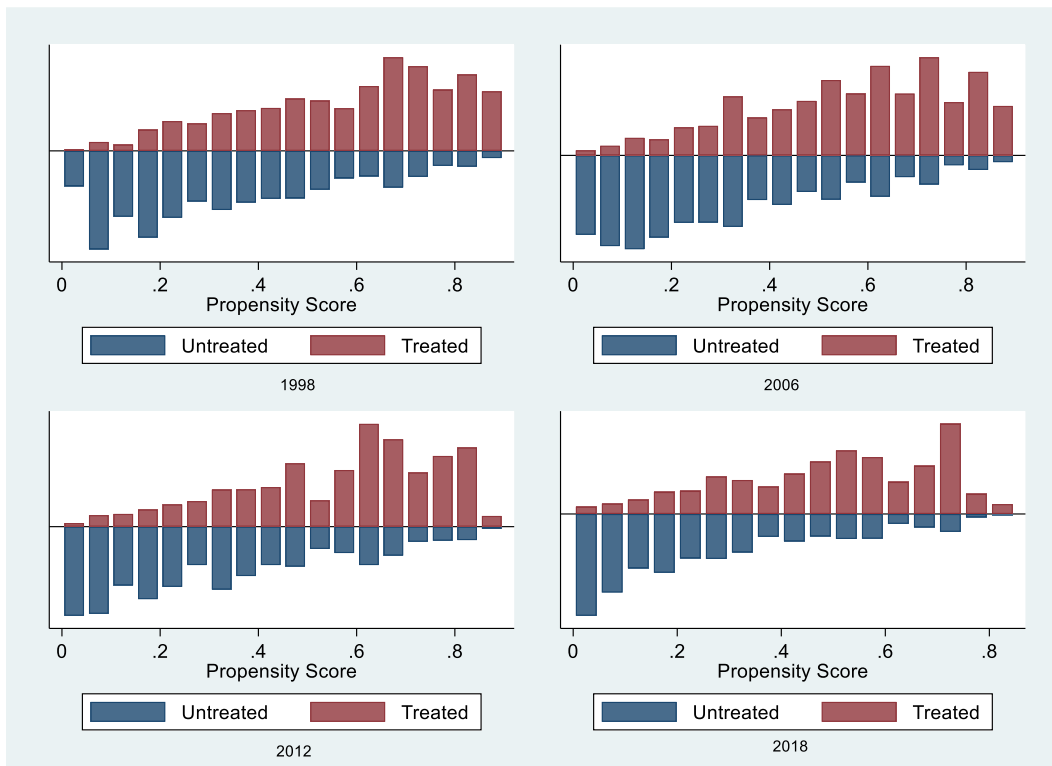 0 .2 .4 .6 .8
Propensity Score
Untreated Treated
1998
0 .2 .4 .6 .8
Propensity Score
Untreated Treated
2006
0 .2 .4 .6 .8
Propensity Score
Untreated Treated
2012
0 .2 .4 .6 .8
Propensity Score
Untreated Treated
2018